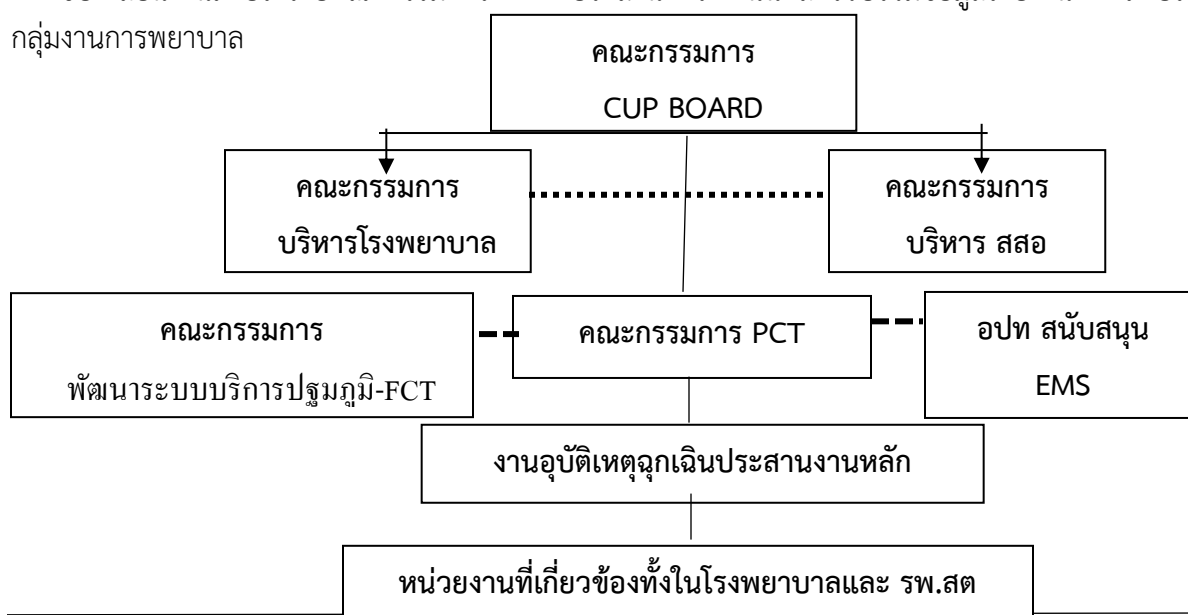 กลุ่มงานการพยาบาล
คณะกรรมการ
CUP BOARD
คณะกรรมการ
บริหารโรงพยาบาล
คณะกรรมการ
บริหาร สสอ
คณะกรรมการ
พัฒนาระบบบริการปฐมภูมิ-FCT
คณะกรรมการ PCT
อปท สนับสนุน
EMS
งานอุบัติเหตุฉุกเฉินประสานงานหลัก
หน่วยงานที่เกี่ยวข้องทั้งในโรงพยาบาลและ รพ.สต